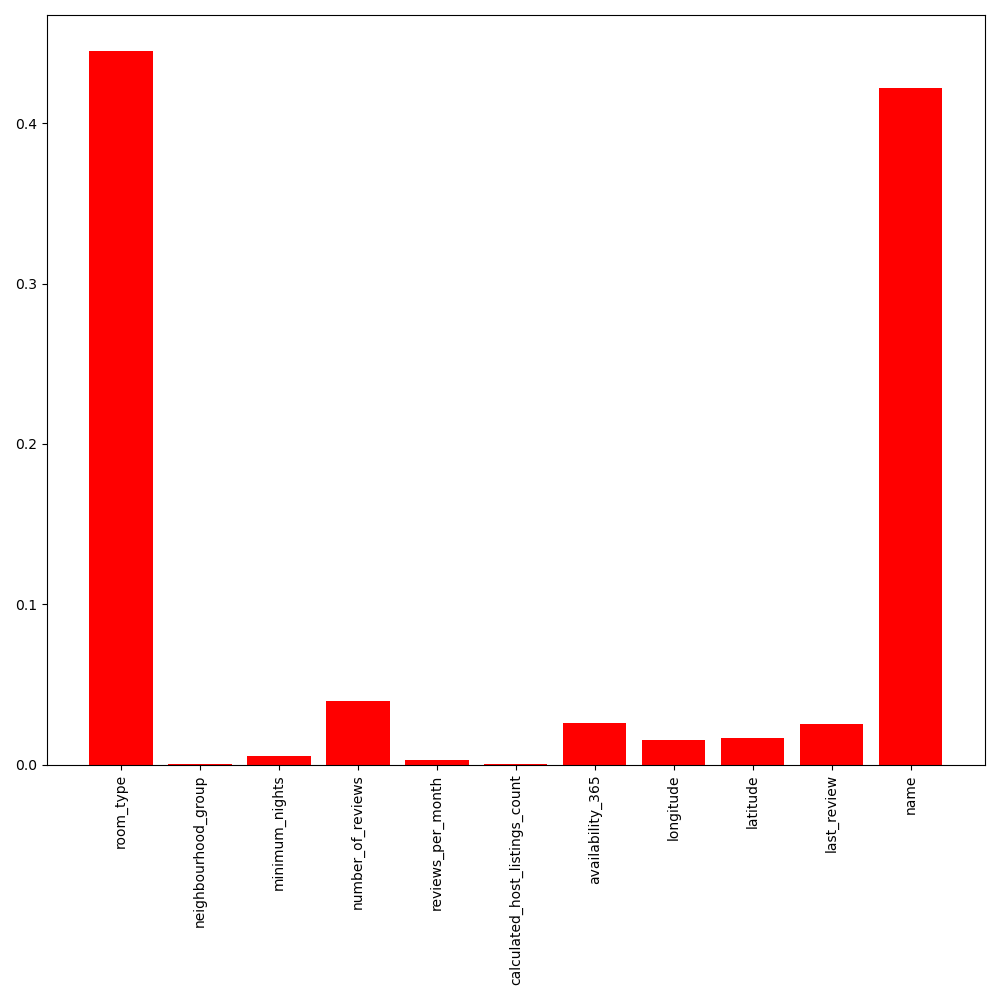 0.4
0.3
0.2
0.1
0.0
room_type
neighbourhood_group
minimum_nights
number_of_reviews
reviews_per_month
calculated_host_listings_count
availability_365
longitude
latitude
last_review
name